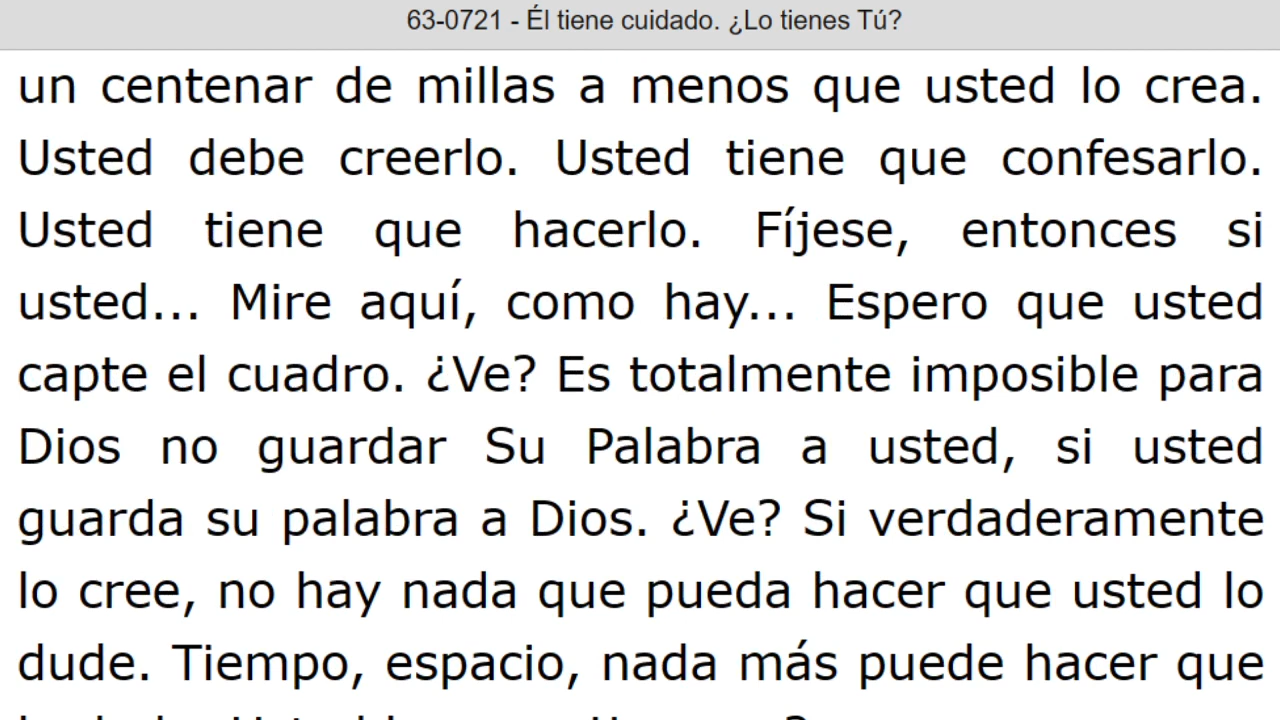 63-0721 - Él tiene cuidado. ¿Lo tienes Tú?
un centenar de millas a menos que usted lo crea.
Usted debe creerlo. Usted tiene que confesarlo.
Usted tiene que hacerlo. Fíjese, entonces si
usted... Mire aquí, como hay... Espero que usted
capte el cuadro. ¿Ve? Es totalmente imposible para
Dios no guardar Su Palabra a usted, si usted
guarda su palabra a Dios. ¿Ve? Si verdaderamente
lo cree, no hay nada que pueda hacer que usted lo
dude. Tiempo, espacio, nada más puede hacer que